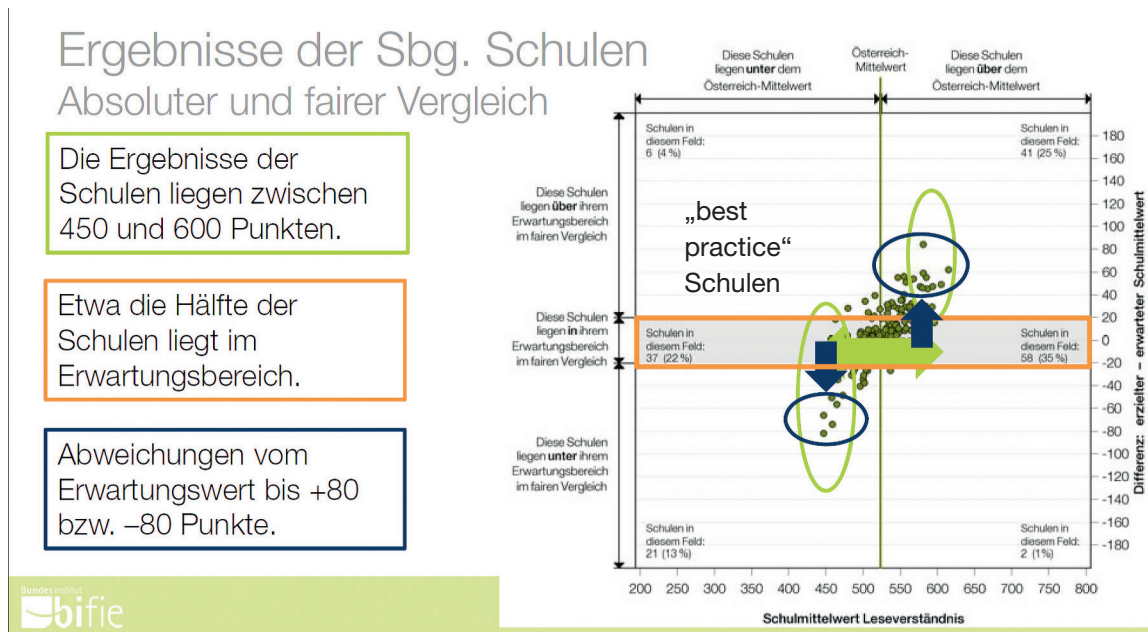 Ergebnisse der Sbg. Schulen
Absoluter und fairer Vergleich
Die Ergebnisse der
Schulen liegen zwischen
450 und 600 Punkten.
Etwa die Hälfte der
Schulen liegt im
Erwartungsbereich.
Abweichungen vom
Erwartungswert bis +80
bzw. –80 Punkte.
Bundesinstitut
bifie
Diese Schulen
liegen unter dem
Österreich-Mittelwert
Österreich-
Mittelwert
Diese Schulen
liegen über dem
Österreich-Mittelwert
Diese Schulen
liegen über ihrem
Erwartungsbereich
im fairen Vergleich
Diese Schulen
liegen in ihrem
Erwartungsbereich
im fairen Vergleich
Diese Schulen
liegen unter ihrem
Erwartungsbereich
im fairen Vergleich
Schulen in
diesem Feld:
6 (4 %)
Schulen in
diesem Feld:
41 (25 %)
„best
practice“
Schulen
Schulen in
diesem Feld:
37 (22 %)
Schulen in
diesem Feld:
58 (35 %)
Schulen in
diesem Feld:
21 (13 %)
Schulen in
diesem Feld:
2 (1%)
180
160
140
120
100
80
60
40
20
0
-20
-40
-60
-80
-100
-120
-140
-160
-180
Differenz: erzielter – erwarteter Schulmittelwert
200 250 300 350 400 450 500 550 600 650 700 750 800
Schulmittelwert Leseverständnis